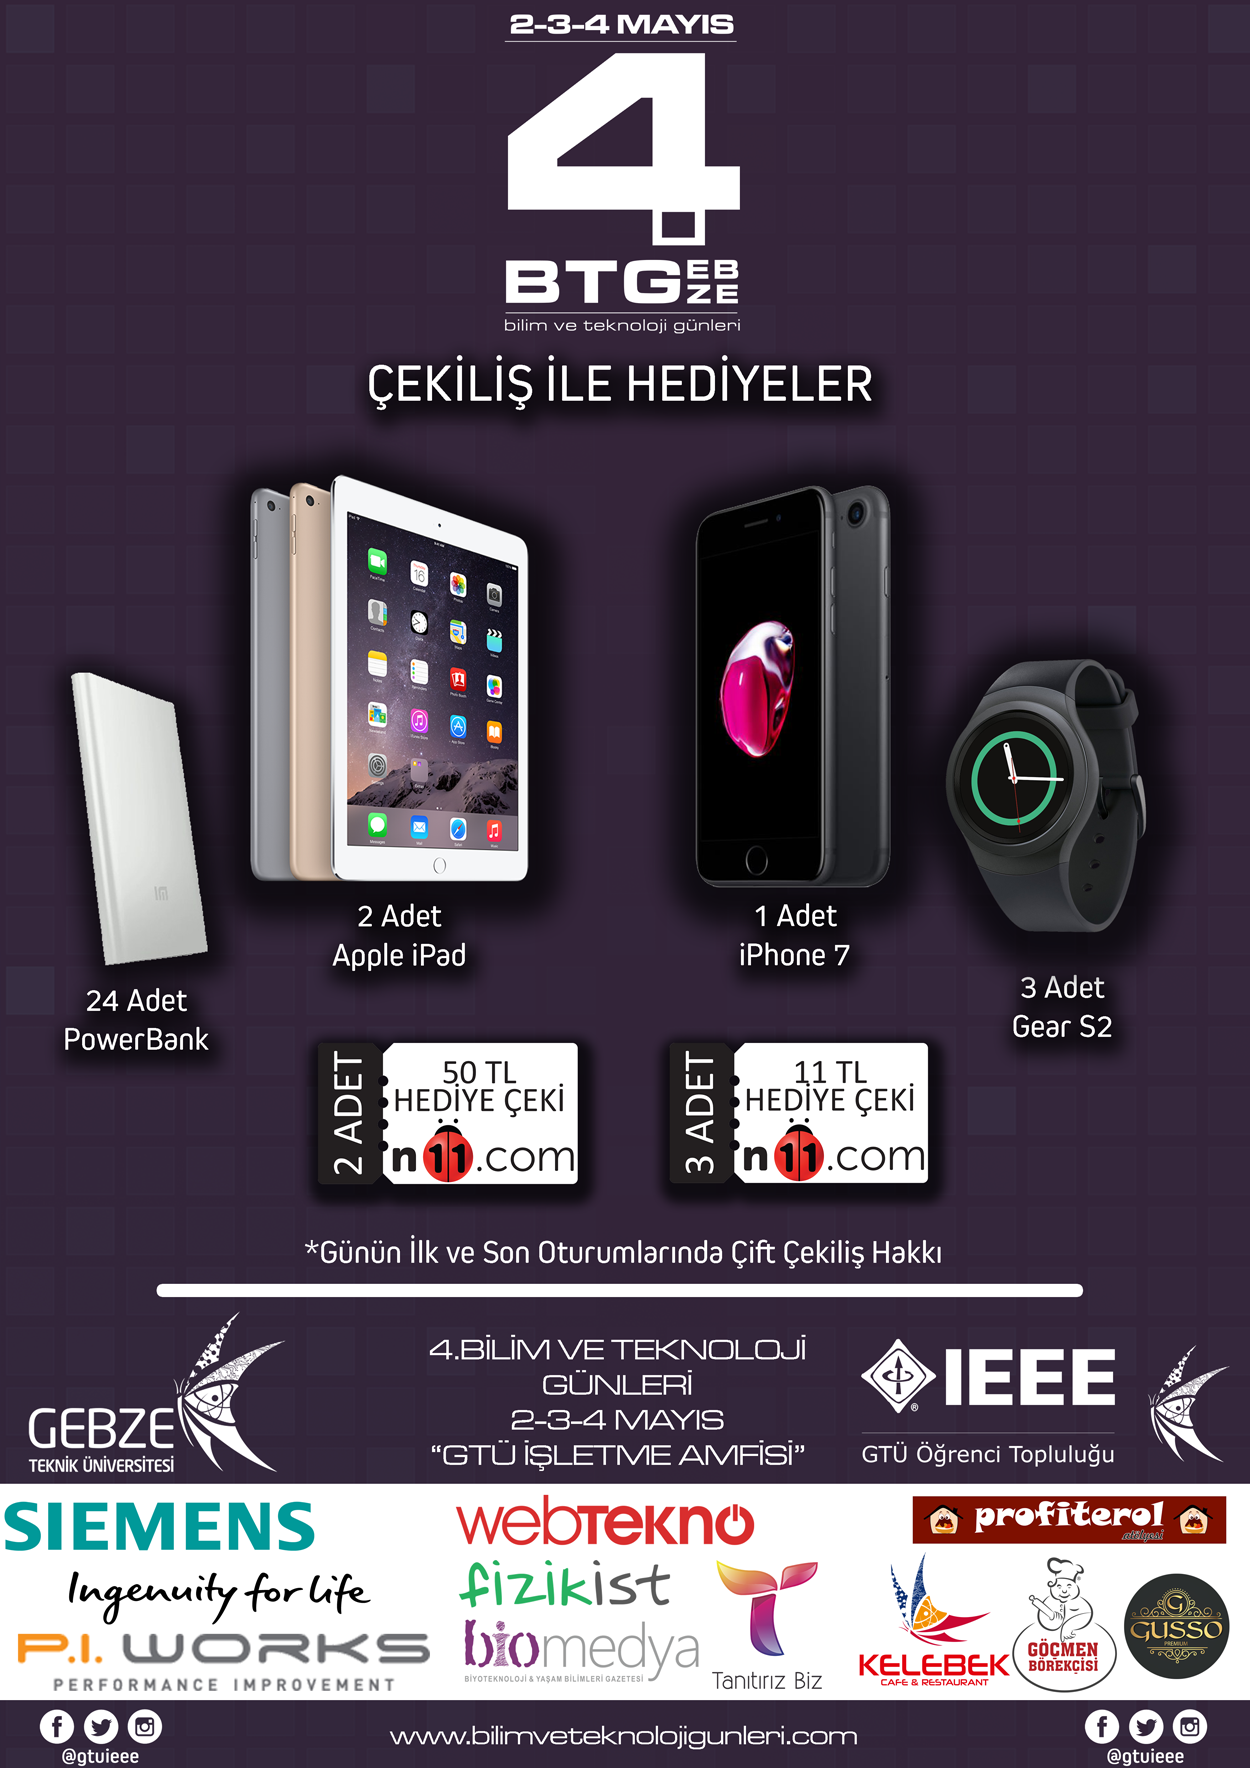 2-3-4 MAYIS
4
BTGEBZE
bilim ve teknoloji günleri
ÇEKİLİŞ İLE HEDİYELER
2 Adet
Apple iPad
1 Adet
iPhone 7
24 Adet
PowerBank
3 Adet
Gear S2
2 ADET
50 TL
HEDİYE ÇEKİ
n11.com
3 ADET
11 TL
HEDİYE ÇEKİ
n11.com
*Günün İlk ve Son Oturumlarında Çift Çekiliş Hakkı
GEBZE
TEKNİK ÜNİVERSİTESİ
4.BİLİM VE TEKNOLOJİ
GÜNLERİ
2-3-4 MAYIS
“GTÜ İŞLETME AMFİSİ”
IEEE
GTÜ Öğrenci Topluluğu
SIEMENS
Ingenuity for life
P.I. WORKS
PERFORMANCE IMPROVEMENT
webTEKNO
fizikist
biomedya
BİYOTEKNOLOJİ & YAŞAM BİLİMLERİ GAZETESİ
Tanıtırız Biz
profiterol
atölyesi
KELEBEK
CAFE & RESTAURANT
GÖÇMEN
BÖREKÇİSİ
G
GUSSO
PREMIUM
@gtuieee
www.bilimveteknolojigunleri.com
@gtuieee